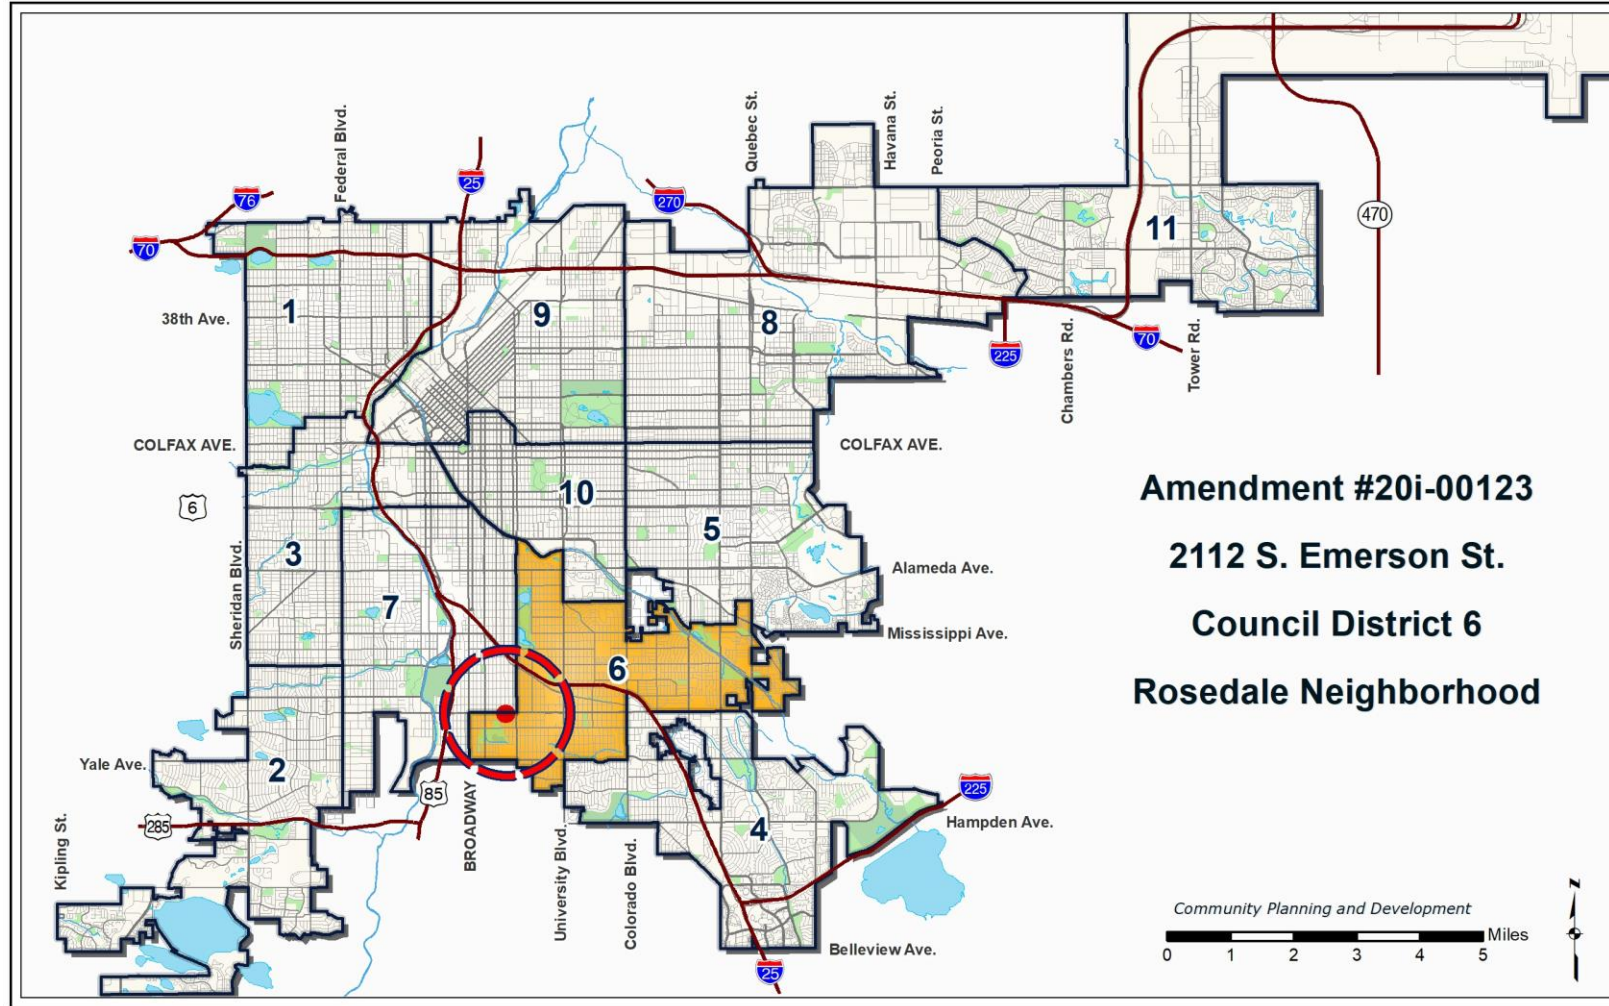 Federal Blvd.
Quebec St.
Havana St.
Peoria St.
76
25
270
70
470
11
1
9
8
38th Ave.
225
Chambers Rd.
70
Tower Rd.
COLFAX AVE.
COLFAX AVE.
6
10
5
3
Sheridan Blvd.
7
Alameda Ave.
Mississippi Ave.
6
Yale Ave.
2
85
BROADWAY
285
Kipling St.
University Blvd.
Colorado Blvd.
4
225
Hampden Ave.
Belleview Ave.
25
Amendment #20i-00123
2112 S. Emerson St.
Council District 6
Rosedale Neighborhood
Community Planning and Development
Miles
0 1 2 3 4 5
N